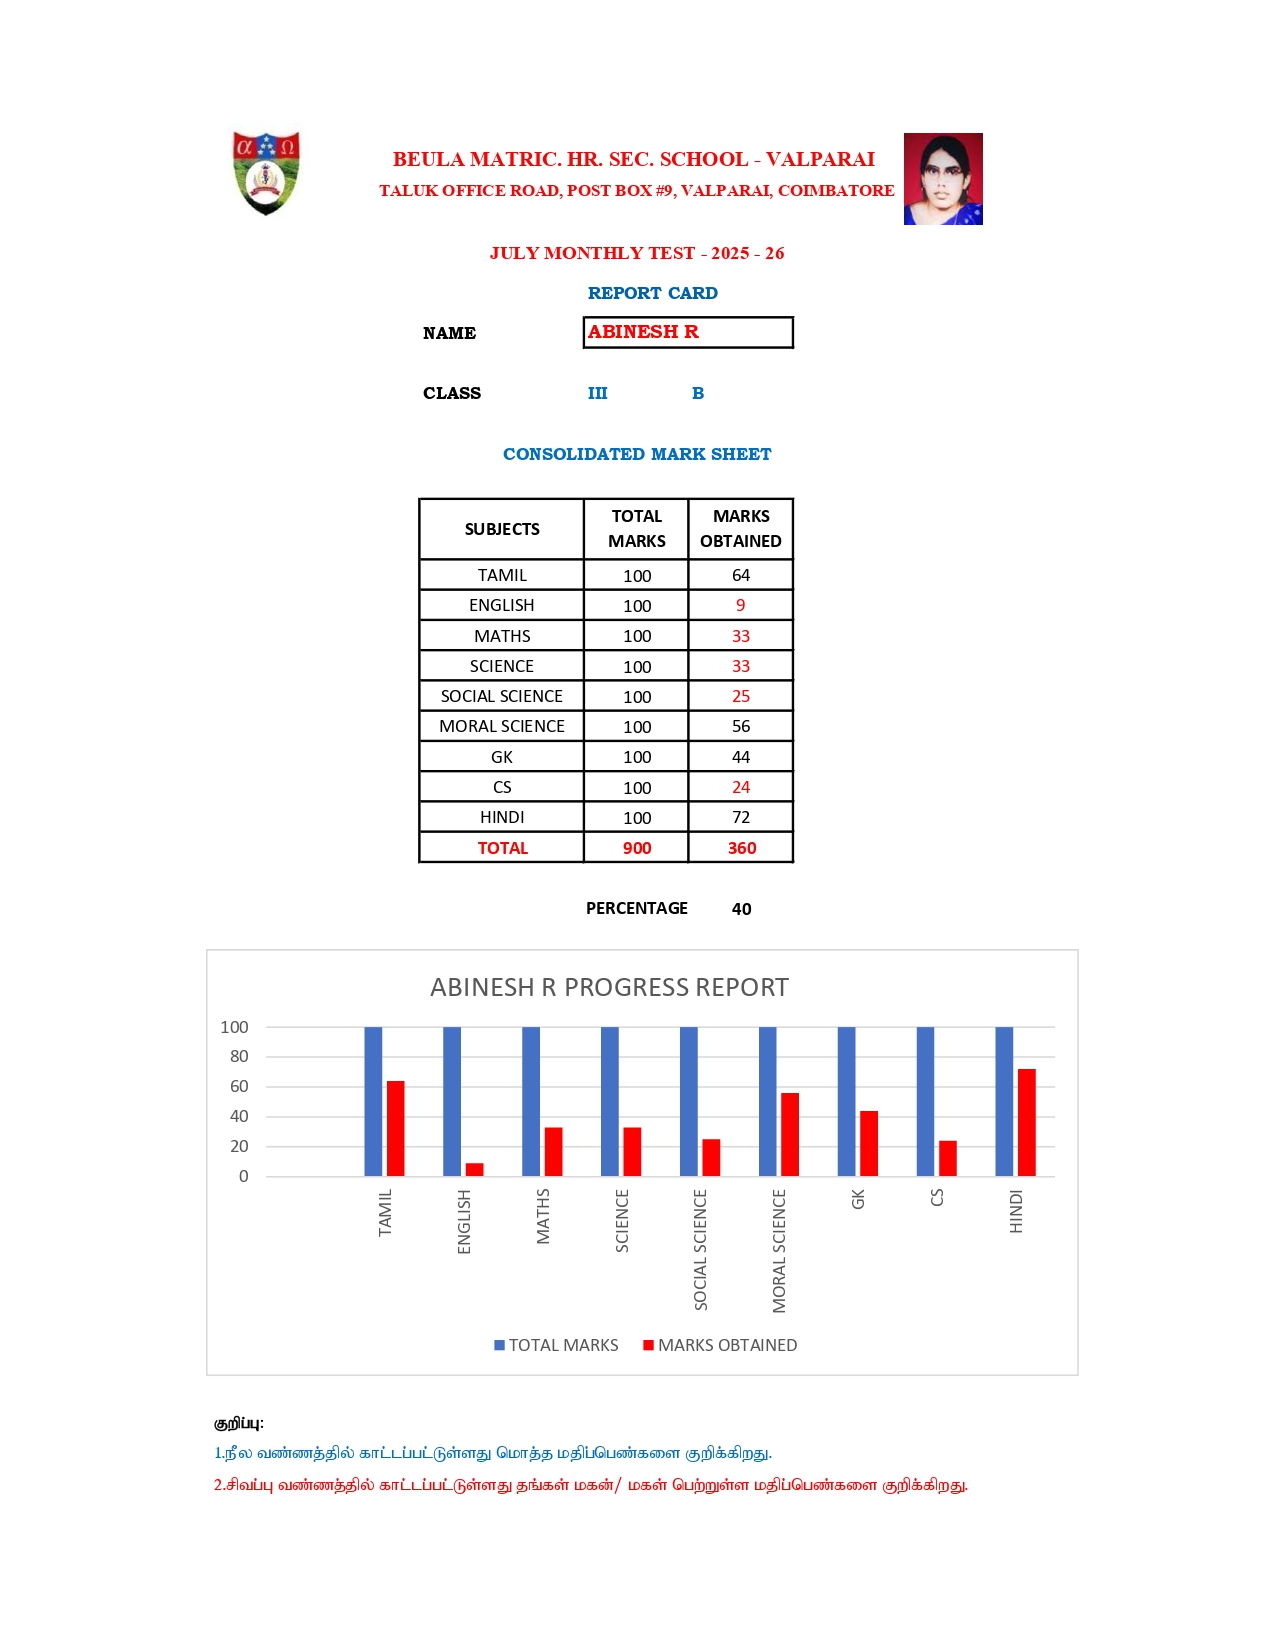 α Ω
BEULA MATRIC. HR. SEC. SCHOOL - VALPARAI
TALUK OFFICE ROAD, POST BOX #9, VALPARAI, COIMBATORE
JULY MONTHLY TEST - 2025 - 26
REPORT CARD
NAME ABINESH R
CLASS III B
CONSOLIDATED MARK SHEET
SUBJECTS TOTAL MARKS MARKS OBTAINED
TAMIL 100 64
ENGLISH 100 9
MATHS 100 33
SCIENCE 100 33
SOCIAL SCIENCE 100 25
MORAL SCIENCE 100 56
GK 100 44
CS 100 24
HINDI 100 72
TOTAL 900 360
PERCENTAGE 40
ABINESH R PROGRESS REPORT
100
80
60
40
20
0
TAMIL ENGLISH MATHS SCIENCE SOCIAL SCIENCE MORAL SCIENCE GK CS HINDI
TOTAL MARKS MARKS OBTAINED
குறிப்பு:
1.நீல வண்ணத்தில் காட்டப்பட்டுள்ளது மொத்த மதிப்பெண்களை குறிக்கிறது.
2.சிவப்பு வண்ணத்தில் காட்டப்பட்டுள்ளது தங்கள் மகன்/ மகள் பெற்றுள்ள மதிப்பெண்களை குறிக்கிறது.